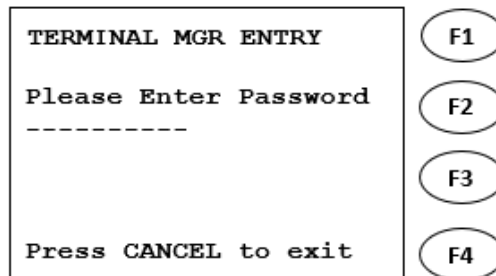 TERMINAL MGR ENTRY
F1
Please Enter Password
----------
F2
F3
Press CANCEL to exit
F4